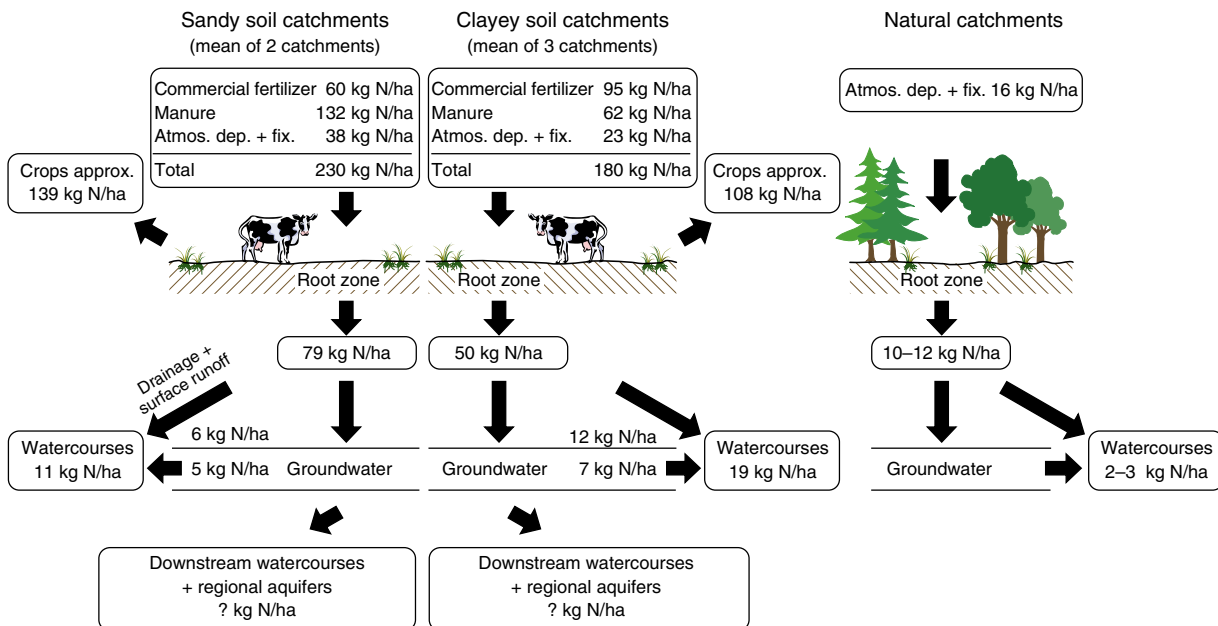 Sandy soil catchments
(mean of 2 catchments)
Clayey soil catchments
(mean of 3 catchments)
Natural catchments
Commercial fertilizer 60 kg N/ha
Manure 132 kg N/ha
Atmos. dep. + fix. 38 kg N/ha
Total 230 kg N/ha
Commercial fertilizer 95 kg N/ha
Manure 62 kg N/ha
Atmos. dep. + fix. 23 kg N/ha
Total 180 kg N/ha
Atmos. dep. + fix. 16 kg N/ha
Crops approx.
139 kg N/ha
Crops approx.
108 kg N/ha
Root zone
Root zone
Root zone
79 kg N/ha
50 kg N/ha
10–12 kg N/ha
Drainage +
surface runoff
6 kg N/ha
12 kg N/ha
Watercourses
11 kg N/ha
5 kg N/ha
Groundwater
Groundwater
7 kg N/ha
Watercourses
19 kg N/ha
Groundwater
Watercourses
2–3 kg N/ha
Downstream watercourses
+ regional aquifers
? kg N/ha
Downstream watercourses
+ regional aquifers
? kg N/ha